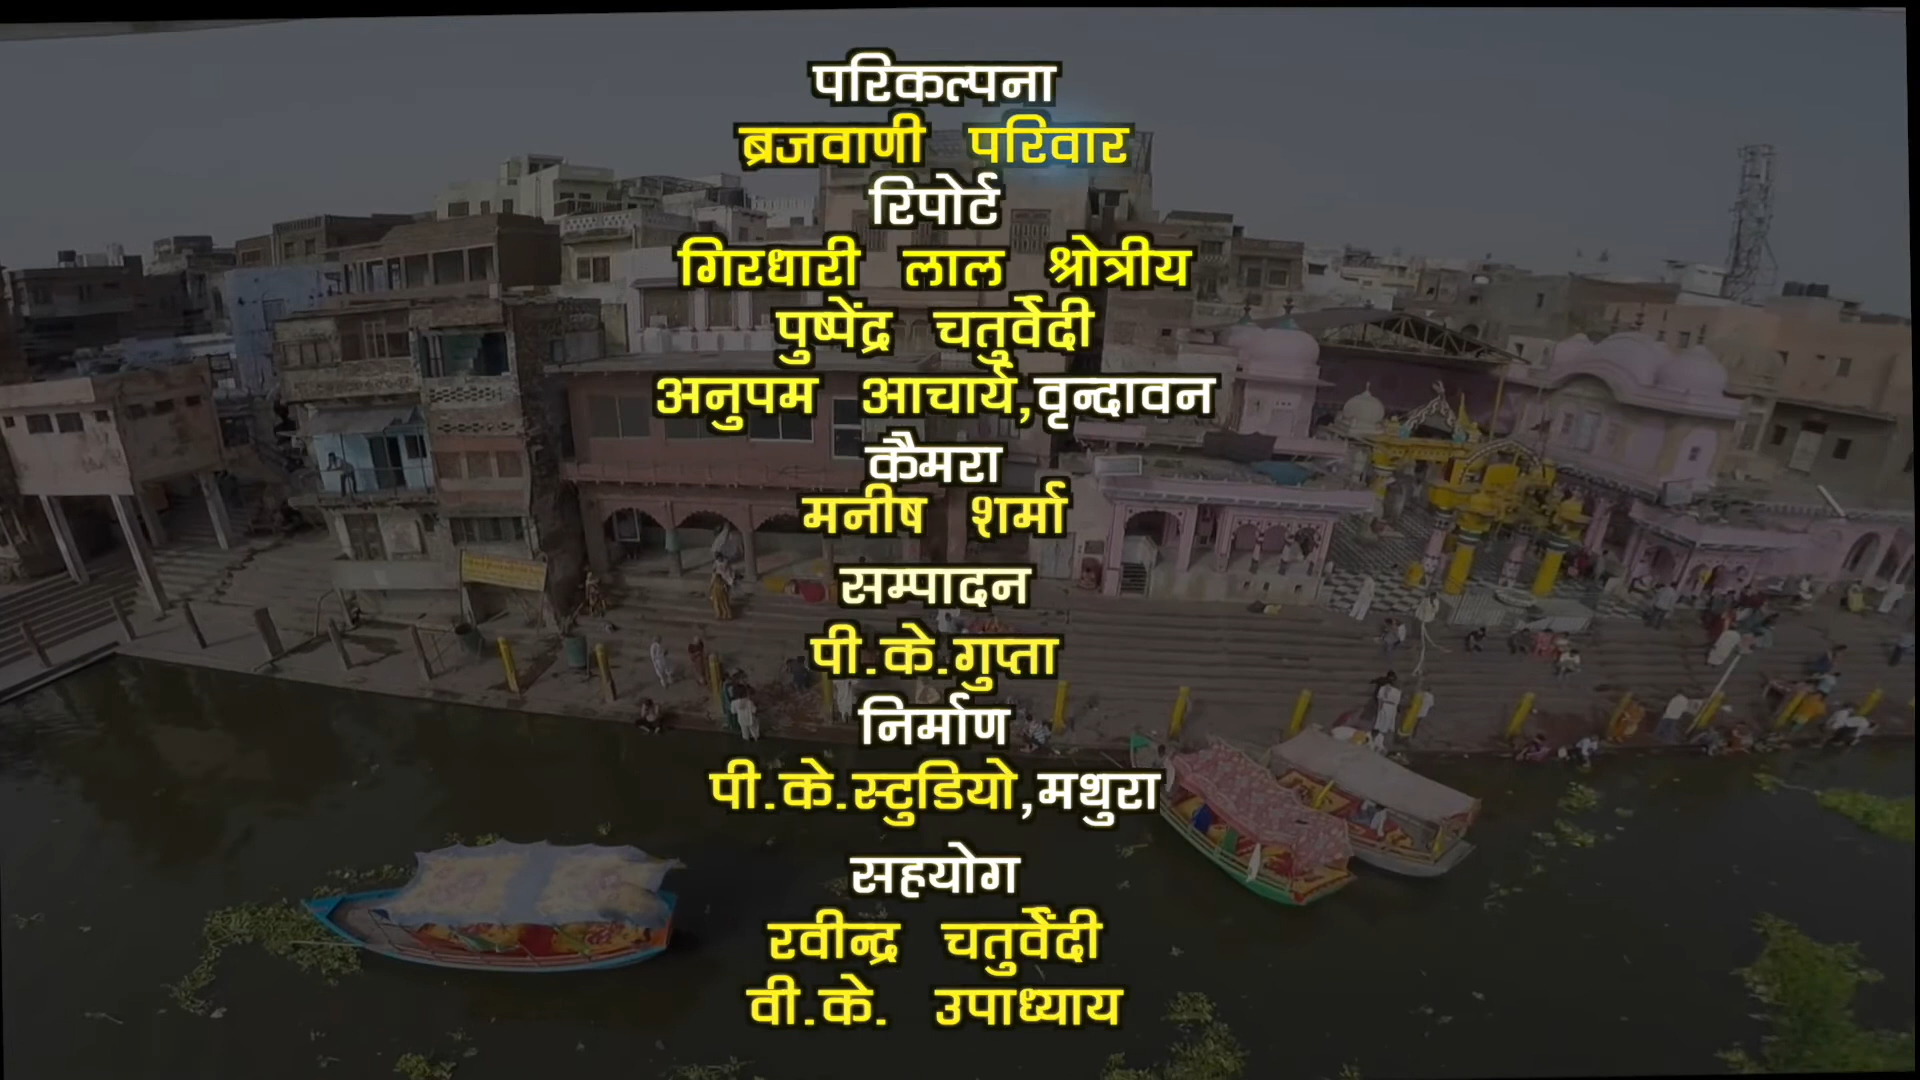 परिकल्पना
ब्रजवाणी परिवार
रिपोर्ट
गिरधारी लाल श्रोत्रीय
पुष्पेंद्र चतुर्वेदी
अनुपम आचार्य,वृन्दावन
कैमरा
मनीष शर्मा
सम्पादन
पी.के.गुप्ता
निर्माण
पी.के.स्टुडियो,मथुरा
सहयोग
रवीन्द्र चतुर्वेदी
वी.के. उपाध्याय